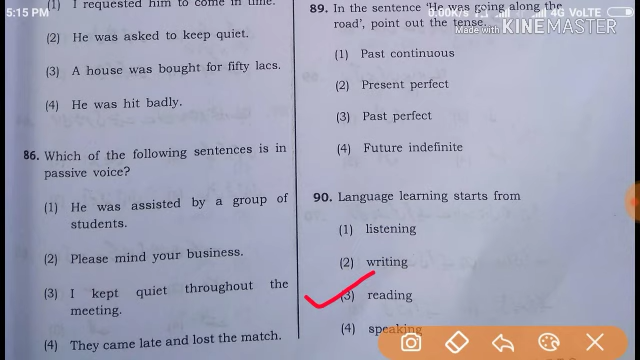 5:15 PM
0.00K/s 4G VoLTE
Made with KINEMASTER
(1) I requested him to come in time.
(2) He was asked to keep quiet.
(3) A house was bought for fifty lacs.
(4) He was hit badly.
86. Which of the following sentences is in
passive voice?
(1) He was assisted by a group of
students.
(2) Please mind your business.
(3) I kept quiet throughout the
meeting.
(4) They came late and lost the match.
89. In the sentence 'He was going along the
road', point out the tense.
(1) Past continuous
(2) Present perfect
(3) Past perfect
(4) Future indefinite
90. Language learning starts from
(1) listening
(2) writing
(3) reading
(4) speaking